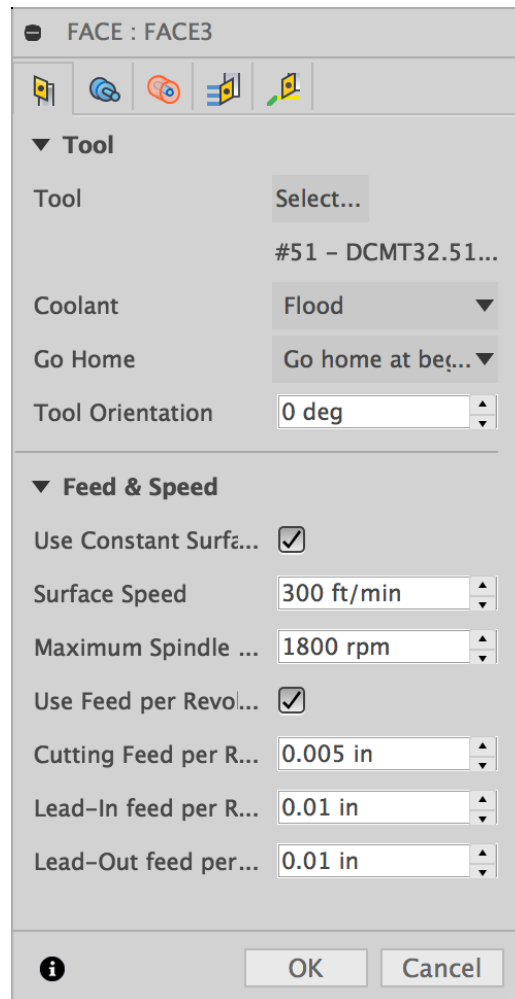 FACE : FACE3
Tool
Tool Select...
#51 - DCMT32.51...
Coolant Flood
Go Home Go home at beg...
Tool Orientation 0 deg
Feed & Speed
Use Constant Surfa...
Surface Speed 300 ft/min
Maximum Spindle ... 1800 rpm
Use Feed per Revol...
Cutting Feed per R... 0.005 in
Lead-In feed per R... 0.01 in
Lead-Out feed per... 0.01 in
OK Cancel